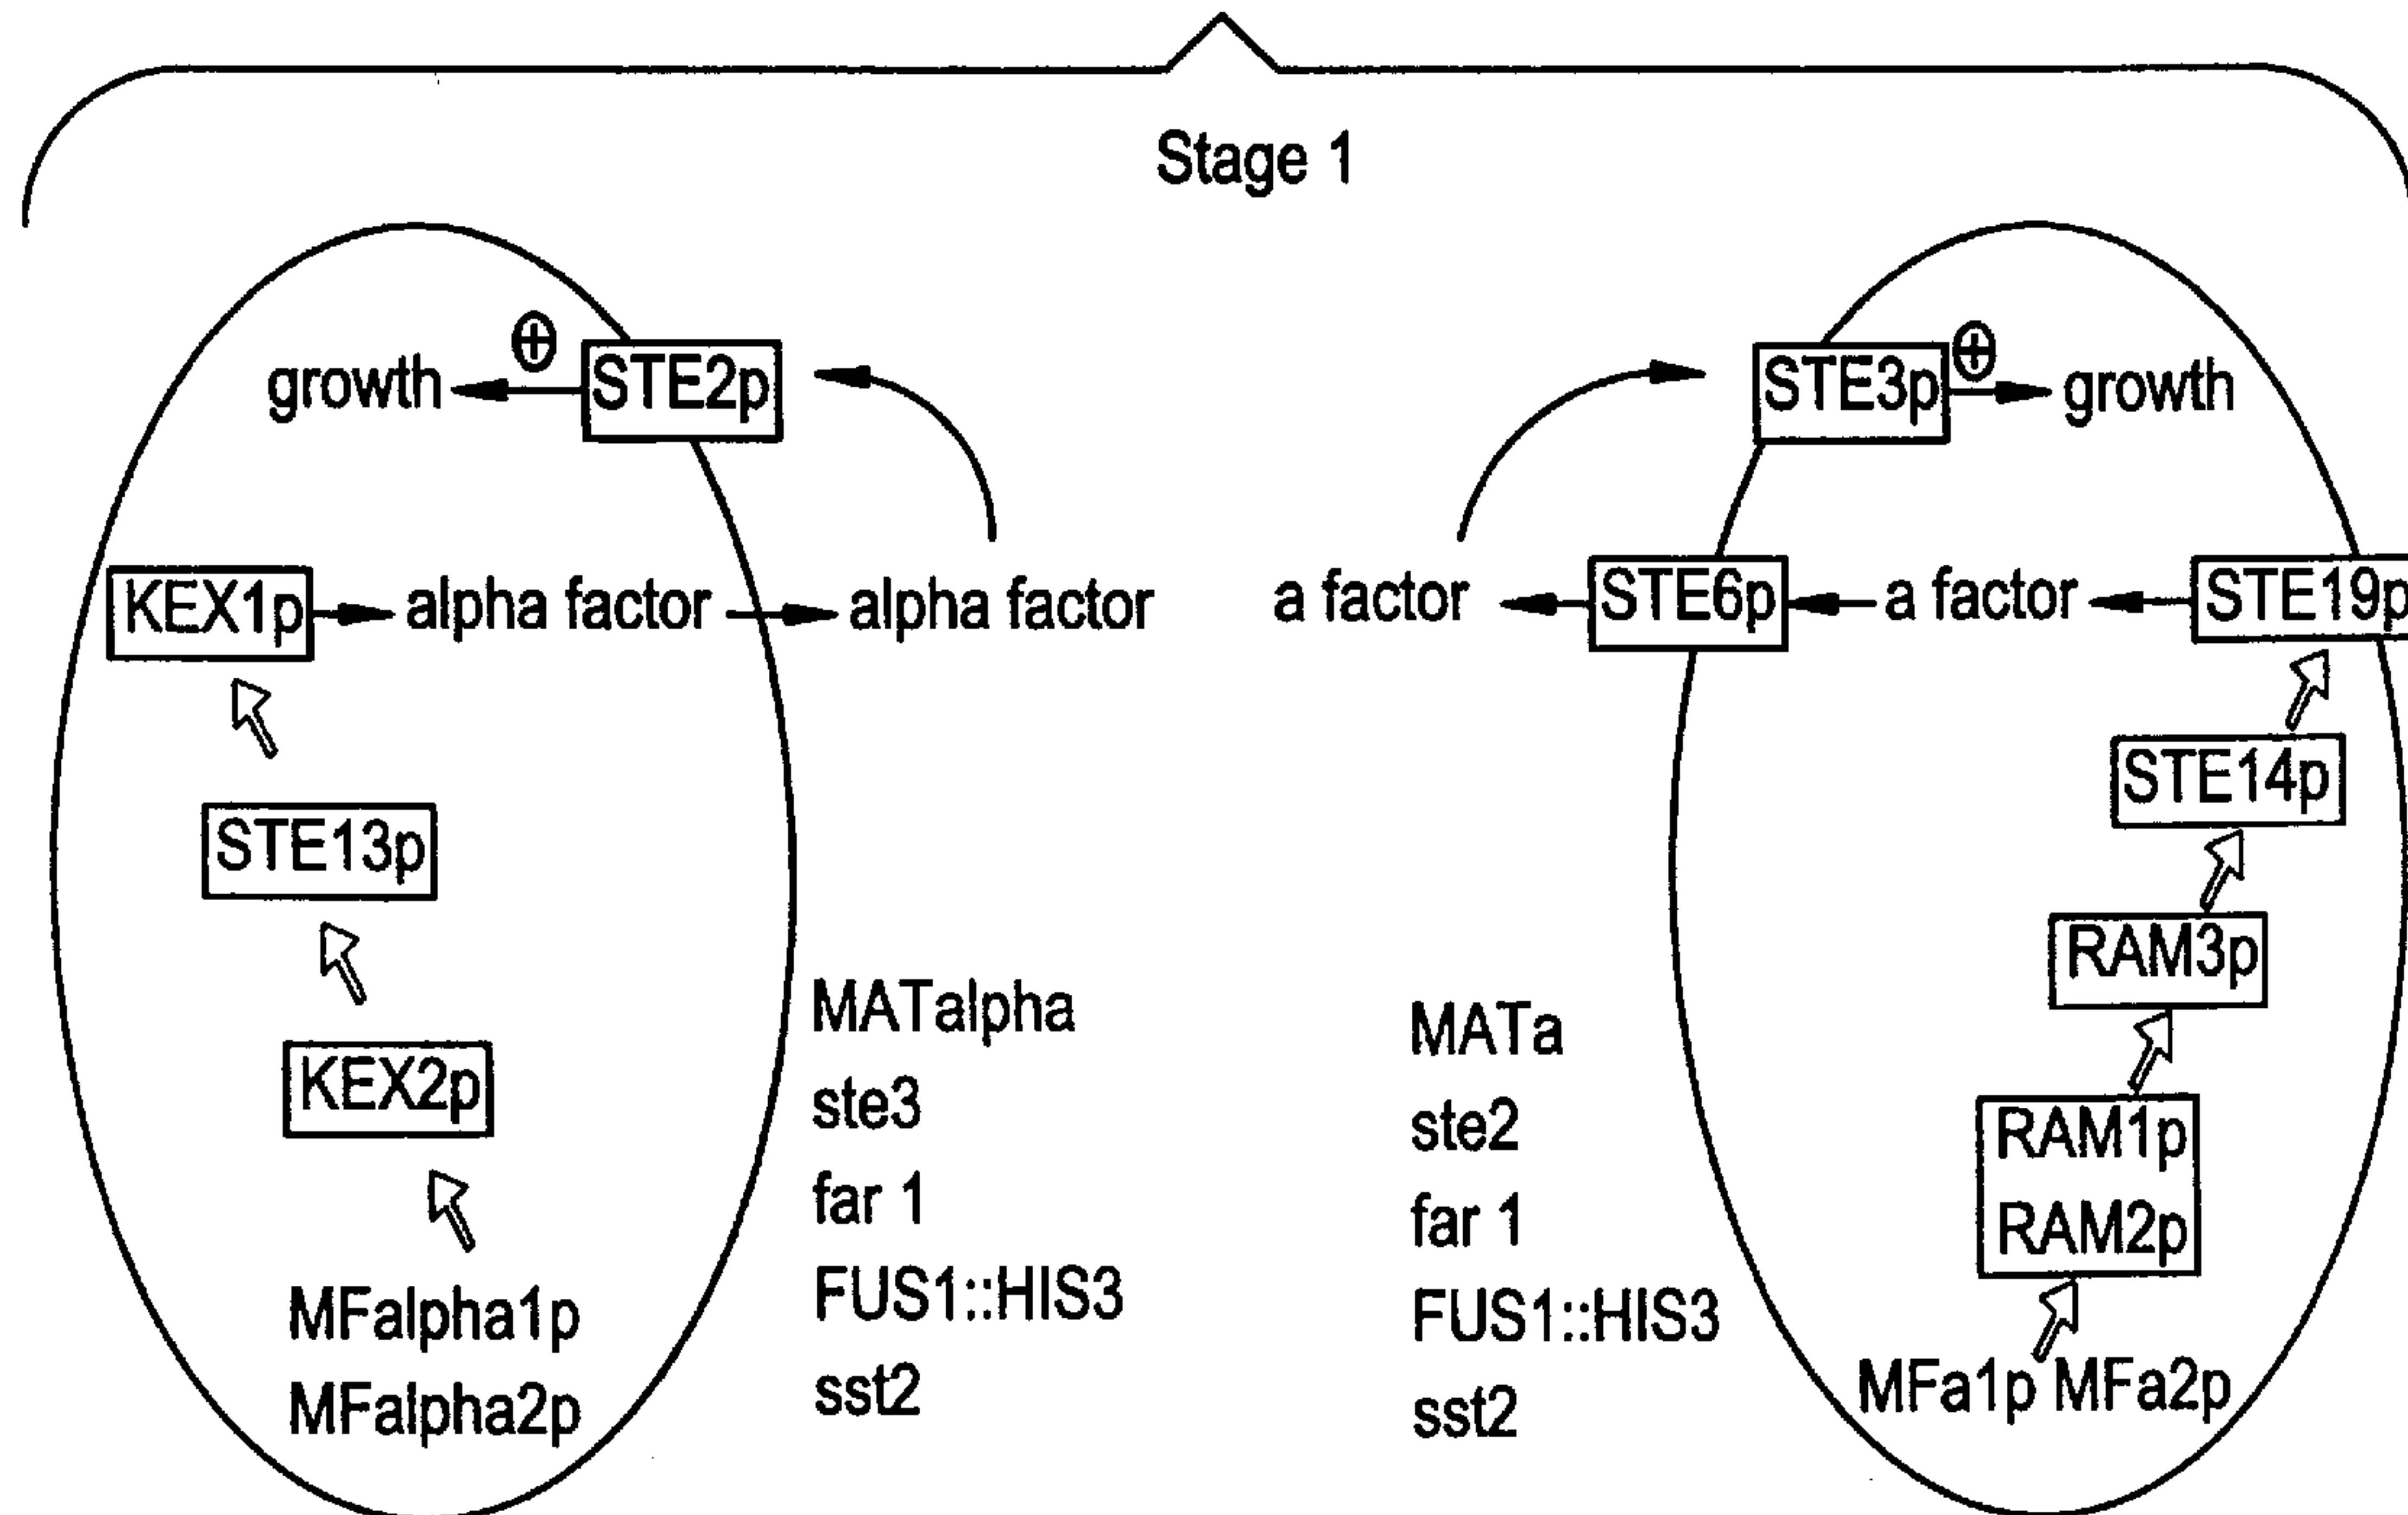 Stage 1
growth
⊕
STE2p
KEX1p
alpha factor
alpha factor
STE13p
KEX2p
MFalpha1p
MFalpha2p
MATalpha
ste3
far 1
FUS1::HIS3
sst2
STE3p
⊕
growth
a factor
STE6p
a factor
STE19p
STE14p
RAM3p
RAM1p
RAM2p
MFa1p MFa2p
MATa
ste2
far 1
FUS1::HIS3
sst2